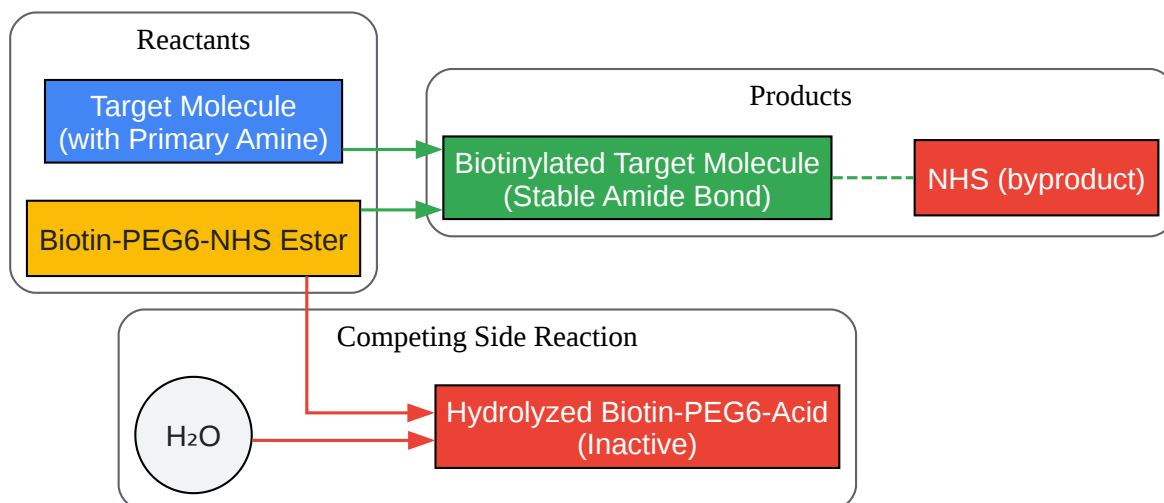 Reactants
Target Molecule
(with Primary Amine)
Biotin-PEG6-NHS Ester
Products
Biotinylated Target Molecule
(Stable Amide Bond)
NHS (byproduct)
Competing Side Reaction
H₂O
Hydrolyzed Biotin-PEG6-Acid
(Inactive)